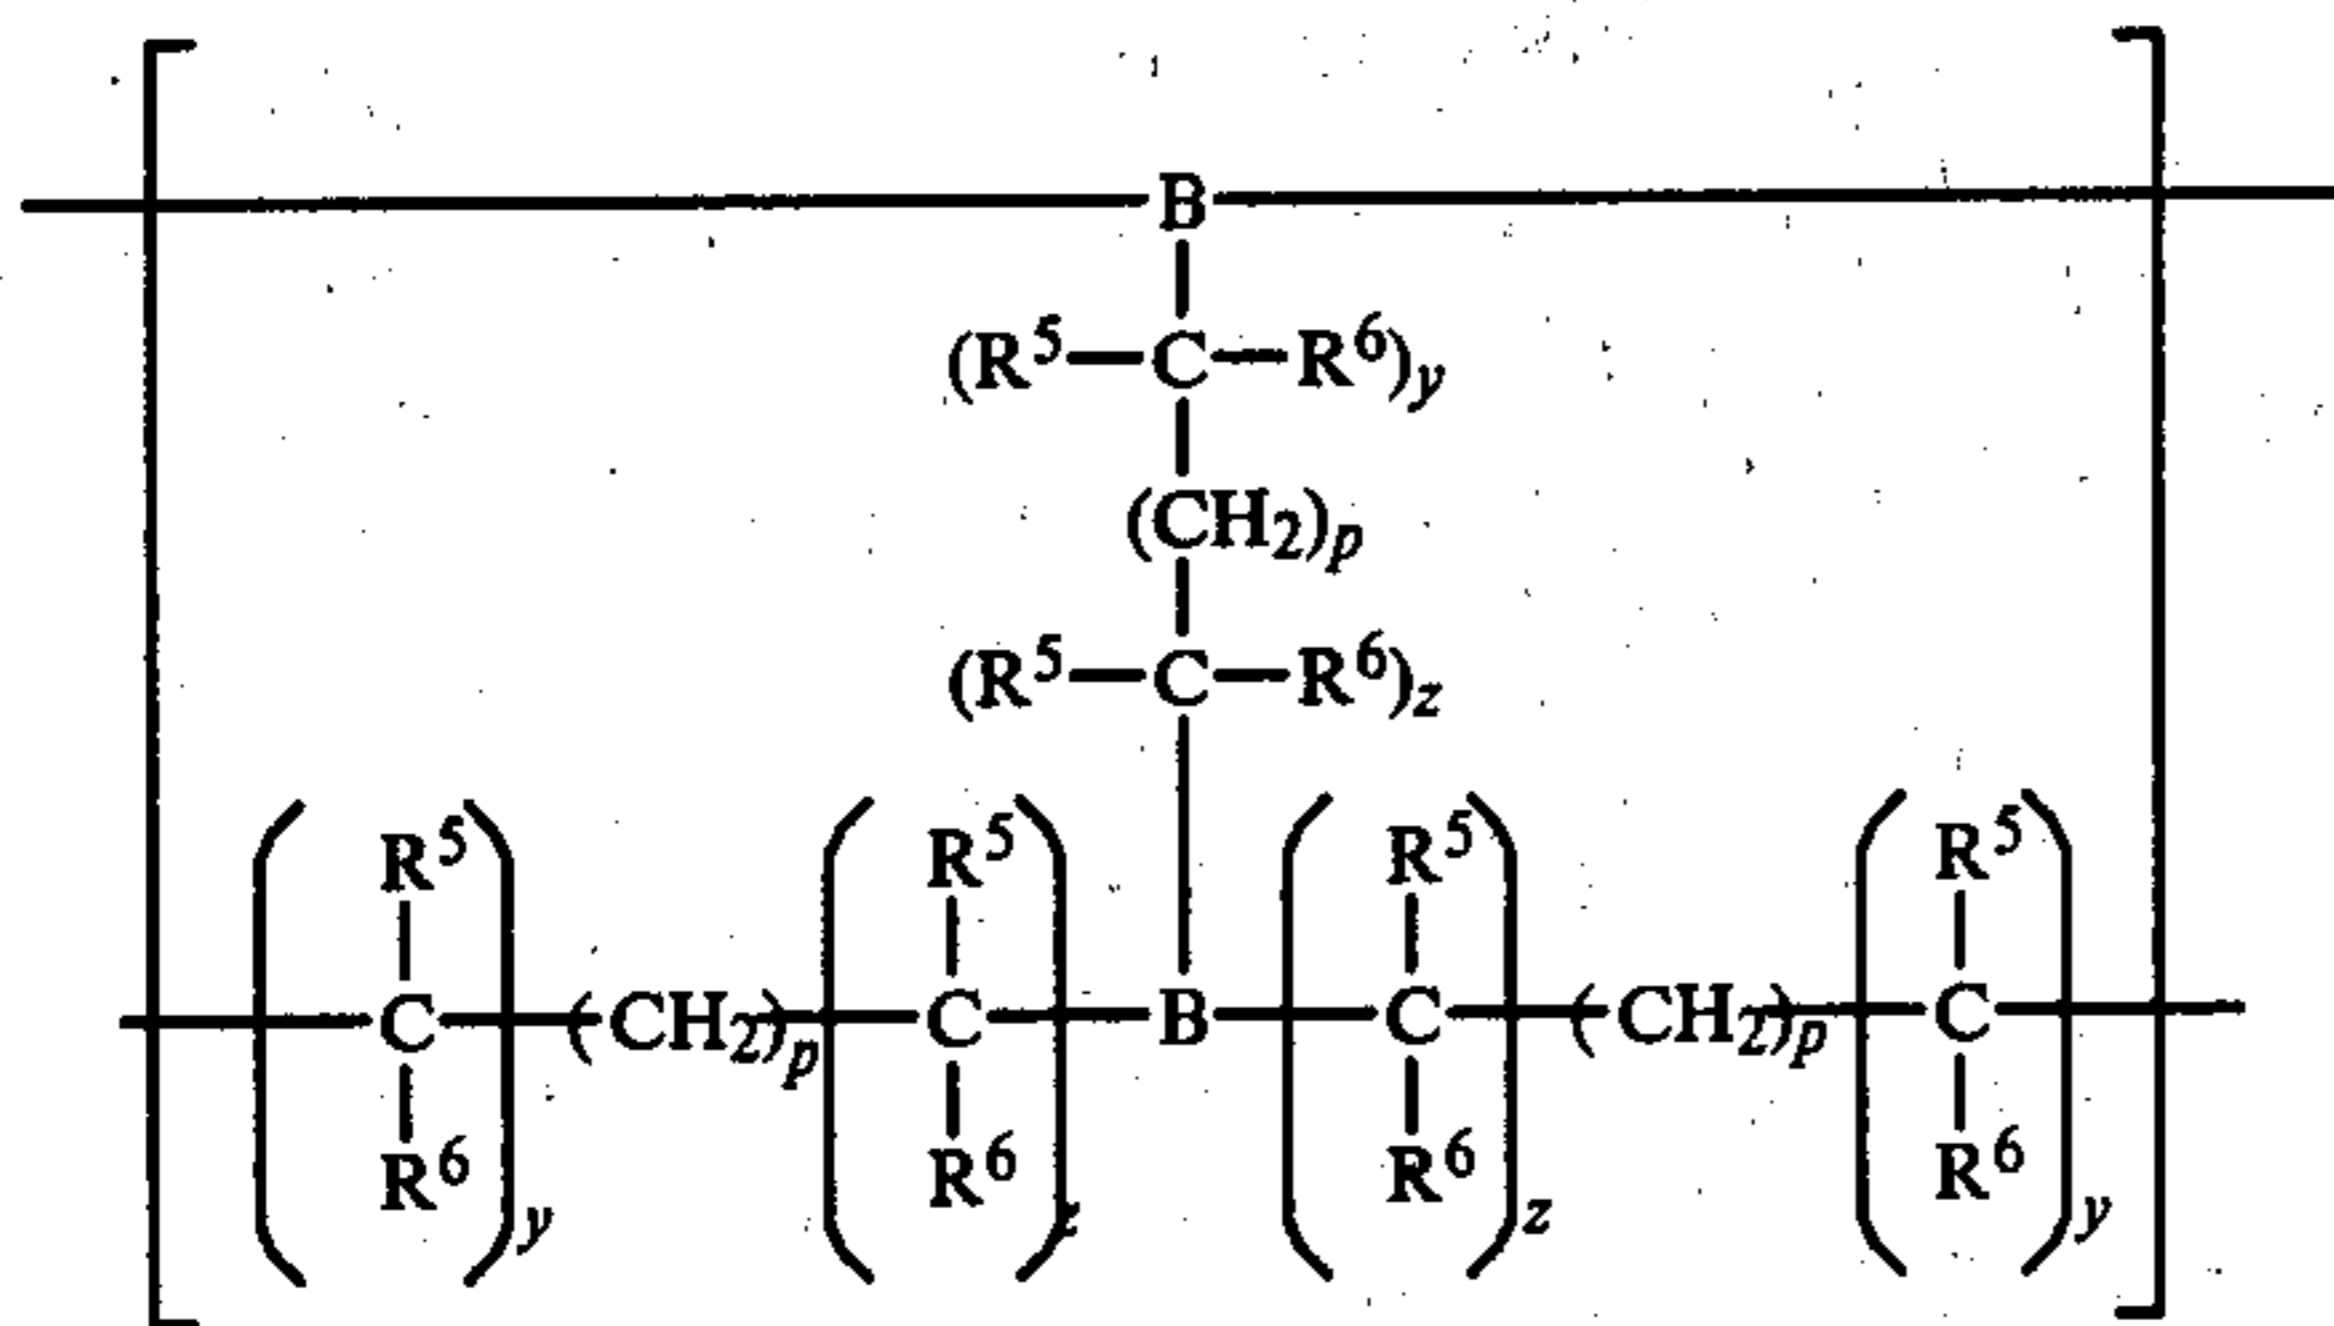 B
(R⁵—C—R⁶)y
(CH₂)p
(R⁵—C—R⁶)z
R⁵ R⁵ R⁵ R⁵
C (CH₂)p C B C (CH₂)p C
R⁶ R⁶ R⁶ R⁶
y z z y